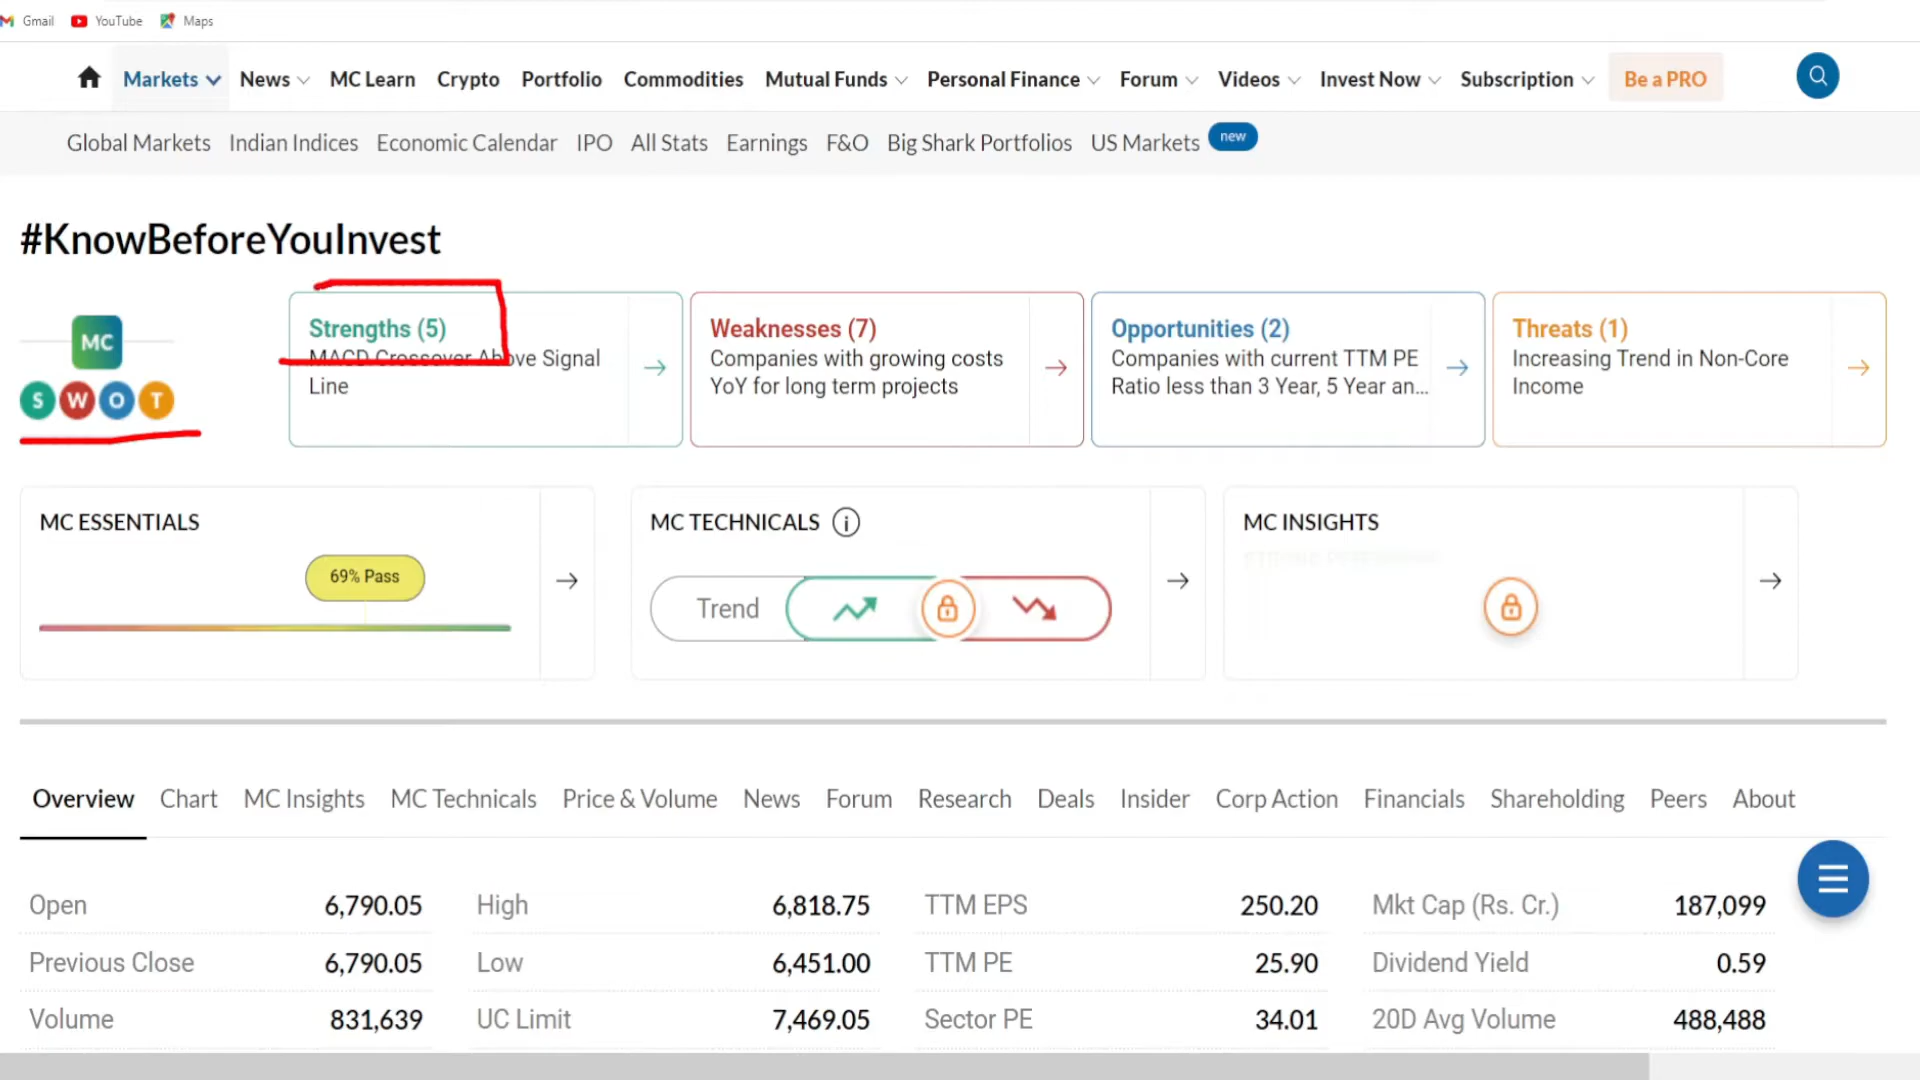 Gmail YouTube Maps
Markets News MC Learn Crypto Portfolio Commodities Mutual Funds Personal Finance Forum Videos Invest Now Subscription Be a PRO
Global Markets Indian Indices Economic Calendar IPO All Stats Earnings F&O Big Shark Portfolios US Markets new
#KnowBeforeYouInvest
MC
S W O T
Strengths (5)
MACD Crossover Above Signal
Line
Weaknesses (7)
Companies with growing costs
YoY for long term projects
Opportunities (2)
Companies with current TTM PE
Ratio less than 3 Year, 5 Year an...
Threats (1)
Increasing Trend in Non-Core
Income
MC ESSENTIALS
69% Pass
MC TECHNICALS i
Trend
MC INSIGHTS
Overview Chart MC Insights MC Technicals Price & Volume News Forum Research Deals Insider Corp Action Financials Shareholding Peers About
Open 6,790.05 High 6,818.75 TTM EPS 250.20 Mkt Cap (Rs. Cr.) 187,099
Previous Close 6,790.05 Low 6,451.00 TTM PE 25.90 Dividend Yield 0.59
Volume 831,639 UC Limit 7,469.05 Sector PE 34.01 20D Avg Volume 488,488